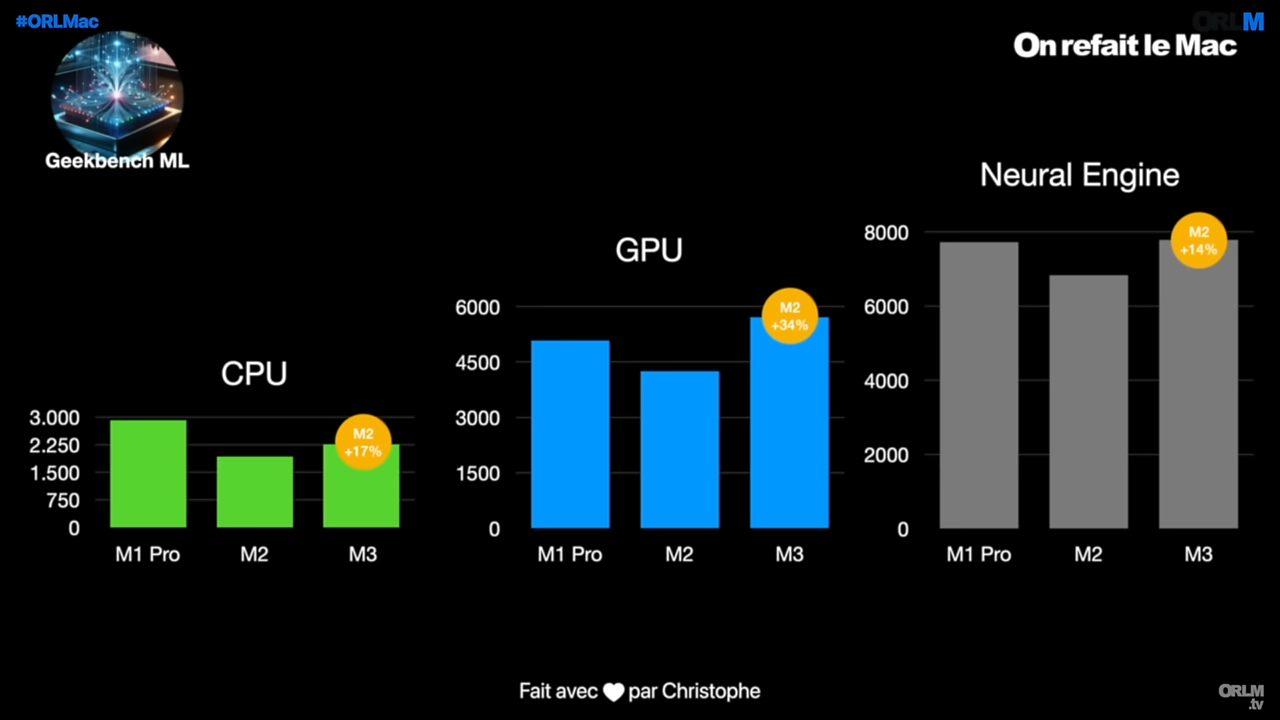 #ORLMac
ORLM
On refait le Mac
Geekbench ML
CPU
3.000
2.250
1.500
750
0
M2
+17%
M1 Pro
M2
M3
GPU
6000
4500
3000
1500
0
M2
+34%
M1 Pro
M2
M3
Neural Engine
8000
6000
4000
2000
0
M2
+14%
M1 Pro
M2
M3
Fait avec par Christophe
ORLM
.tv